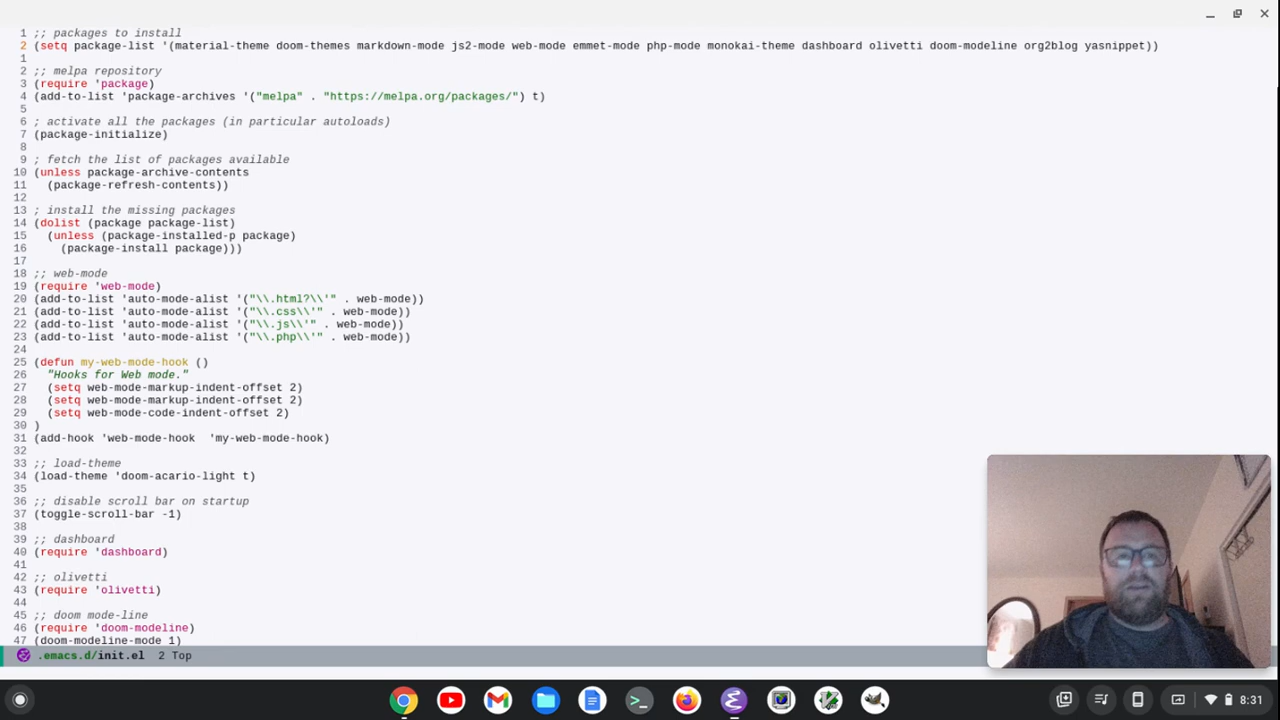 1 ;; packages to install
2 (setq package-list '(material-theme doom-themes markdown-mode js2-mode web-mode emmet-mode php-mode monokai-theme dashboard olivetti doom-modeline org2blog yasnippet))
1
2 ;; melpa repository
3 (require 'package)
4 (add-to-list 'package-archives '("melpa" . "https://melpa.org/packages/") t)
5
6 ; activate all the packages (in particular autoloads)
7 (package-initialize)
8
9 ; fetch the list of packages available
10 (unless package-archive-contents
11   (package-refresh-contents))
12
13 ; install the missing packages
14 (dolist (package package-list)
15   (unless (package-installed-p package)
16     (package-install package)))
17
18 ;; web-mode
19 (require 'web-mode)
20 (add-to-list 'auto-mode-alist '("\\.html?\\'" . web-mode))
21 (add-to-list 'auto-mode-alist '("\\.css\\'" . web-mode))
22 (add-to-list 'auto-mode-alist '("\\.js\\'" . web-mode))
23 (add-to-list 'auto-mode-alist '("\\.php\\'" . web-mode))
24
25 (defun my-web-mode-hook ()
26   "Hooks for Web mode."
27   (setq web-mode-markup-indent-offset 2)
28   (setq web-mode-markup-indent-offset 2)
29   (setq web-mode-code-indent-offset 2)
30 )
31 (add-hook 'web-mode-hook  'my-web-mode-hook)
32
33 ;; load-theme
34 (load-theme 'doom-acario-light t)
35
36 ;; disable scroll bar on startup
37 (toggle-scroll-bar -1)
38
39 ;; dashboard
40 (require 'dashboard)
41
42 ;; olivetti
43 (require 'olivetti)
44
45 ;; doom mode-line
46 (require 'doom-modeline)
47 (doom-modeline-mode 1)
.emacs.d/init.el  2 Top
8:31